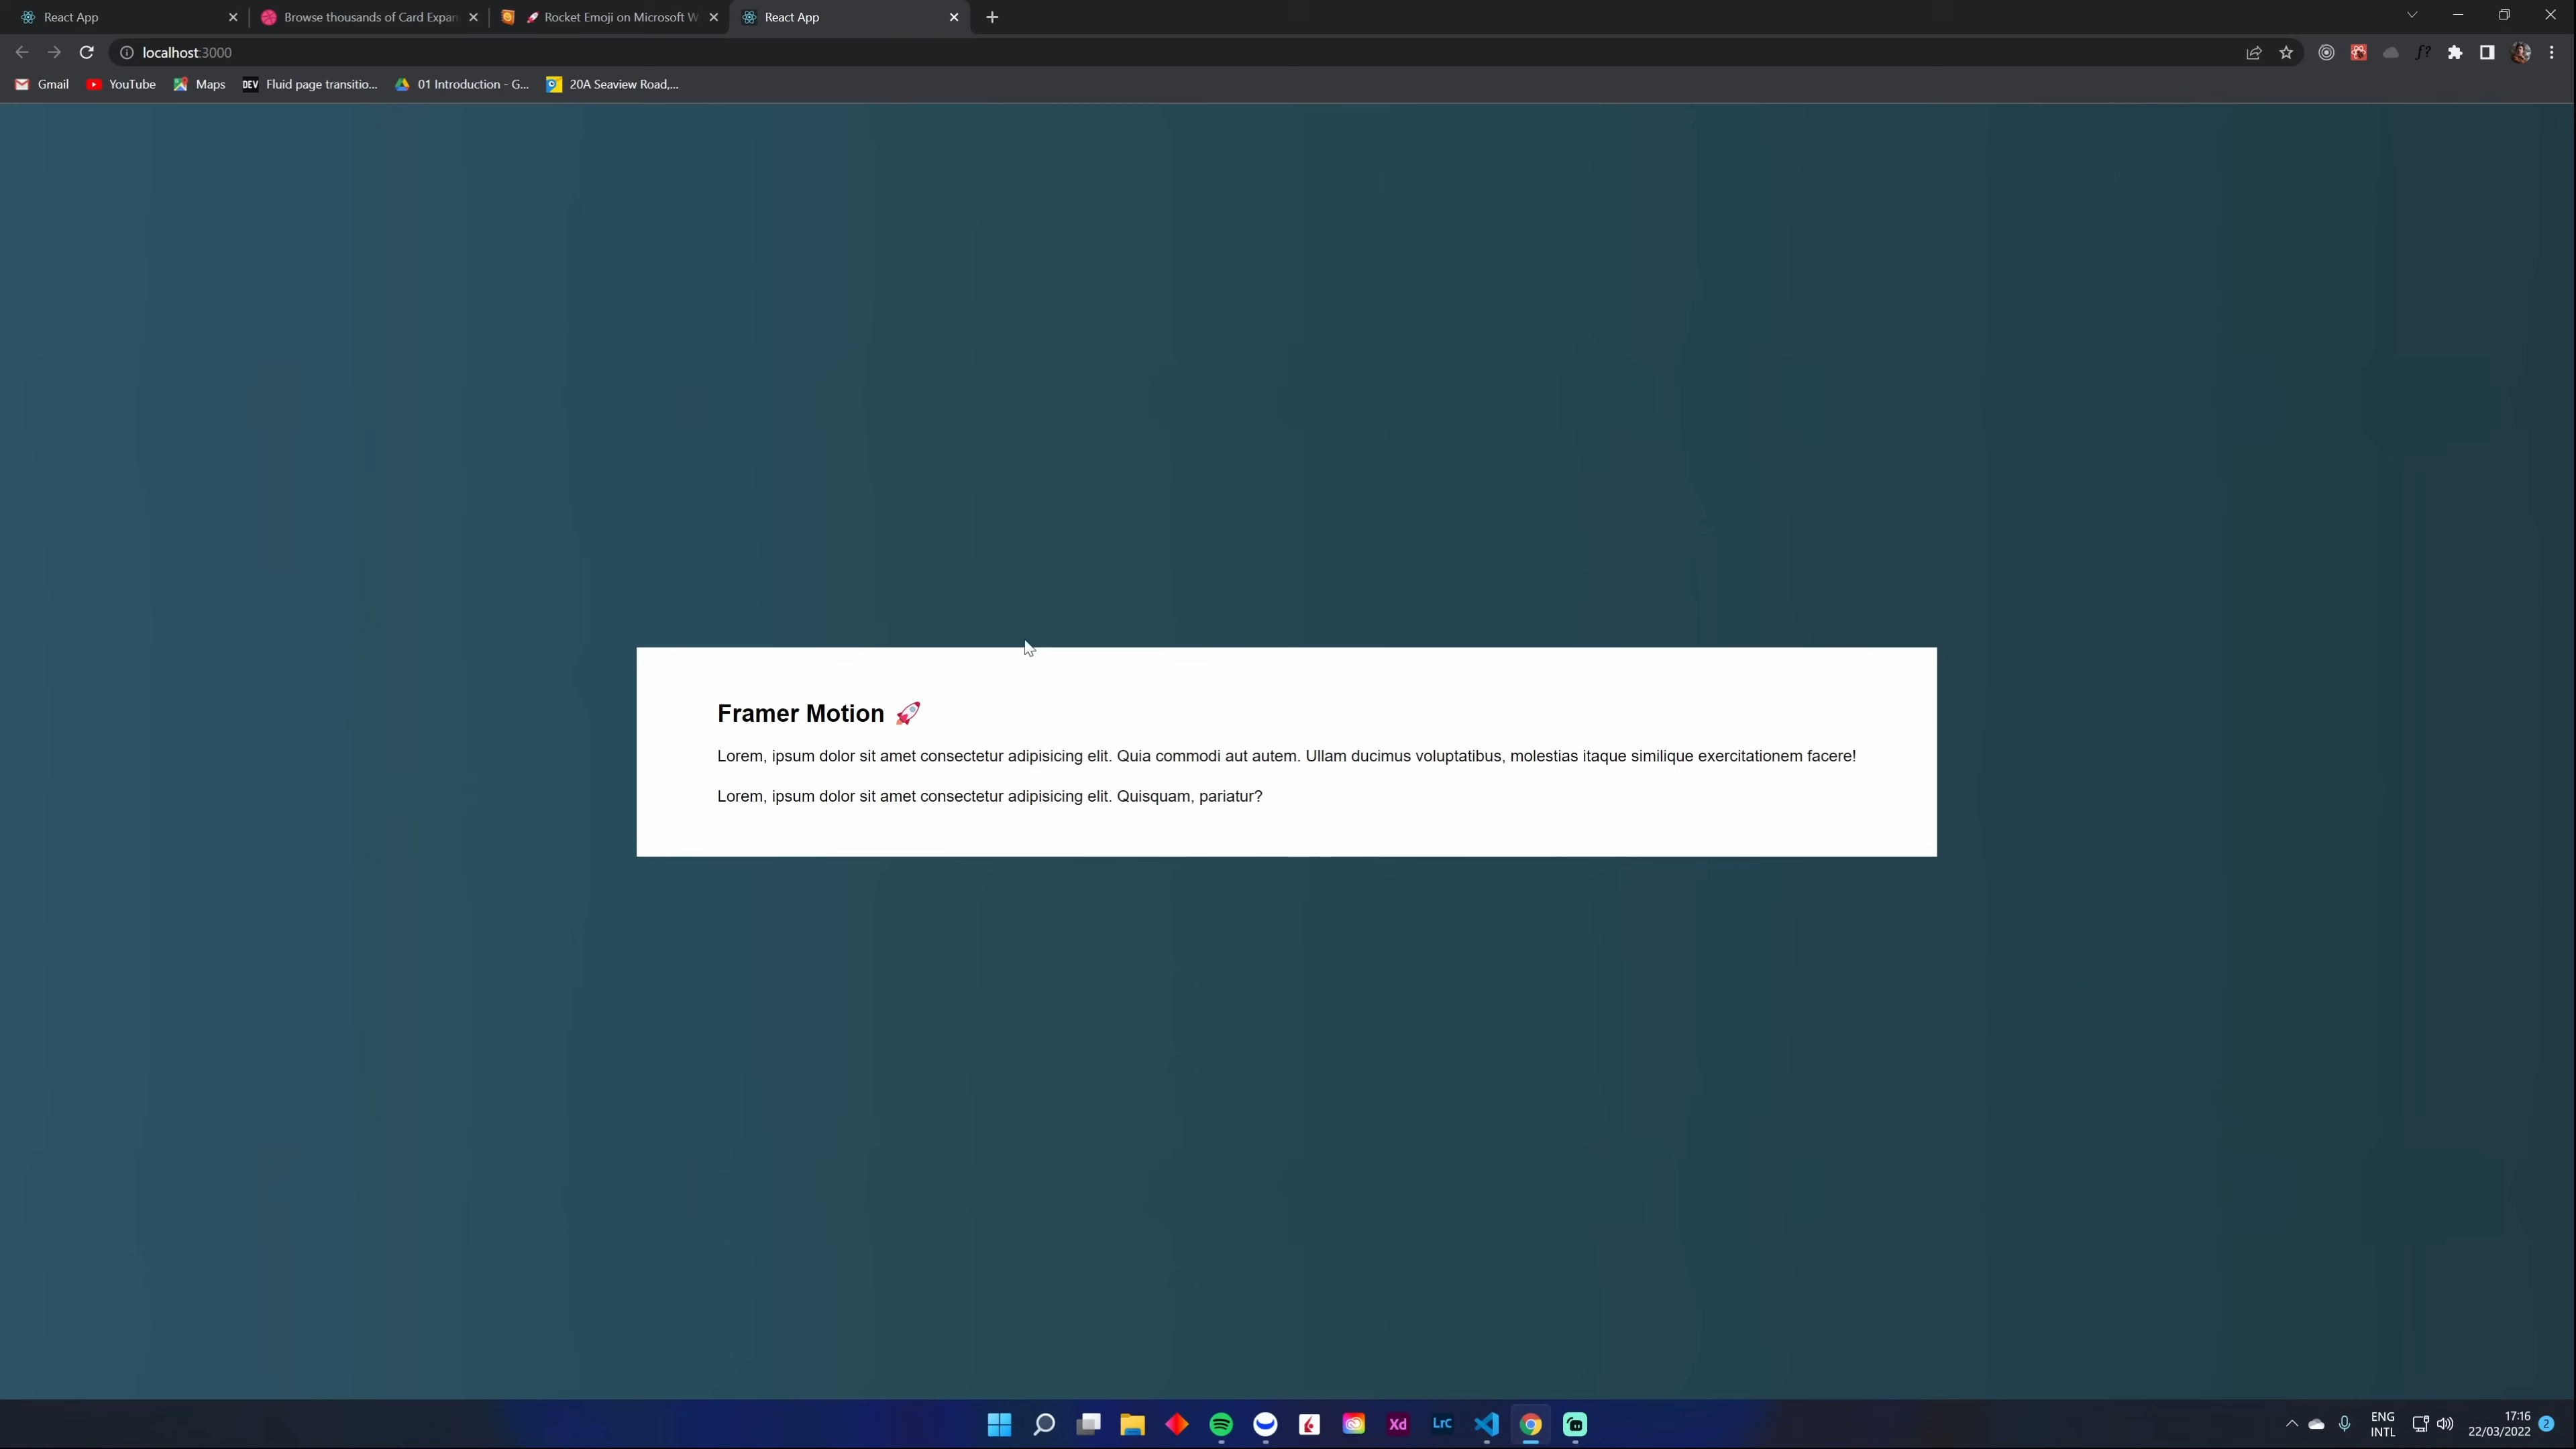 React App
Browse thousands of Card Expan
🚀 Rocket Emoji on Microsoft W
React App
localhost:3000
Gmail
YouTube
Maps
DEV Fluid page transitio...
01 Introduction - G...
20A Seaview Road,...
Framer Motion 🚀
Lorem, ipsum dolor sit amet consectetur adipisicing elit. Quia commodi aut autem. Ullam ducimus voluptatibus, molestias itaque similique exercitationem facere!
Lorem, ipsum dolor sit amet consectetur adipisicing elit. Quisquam, pariatur?
Xd
LrC
ENG
INTL
17:16
22/03/2022
2